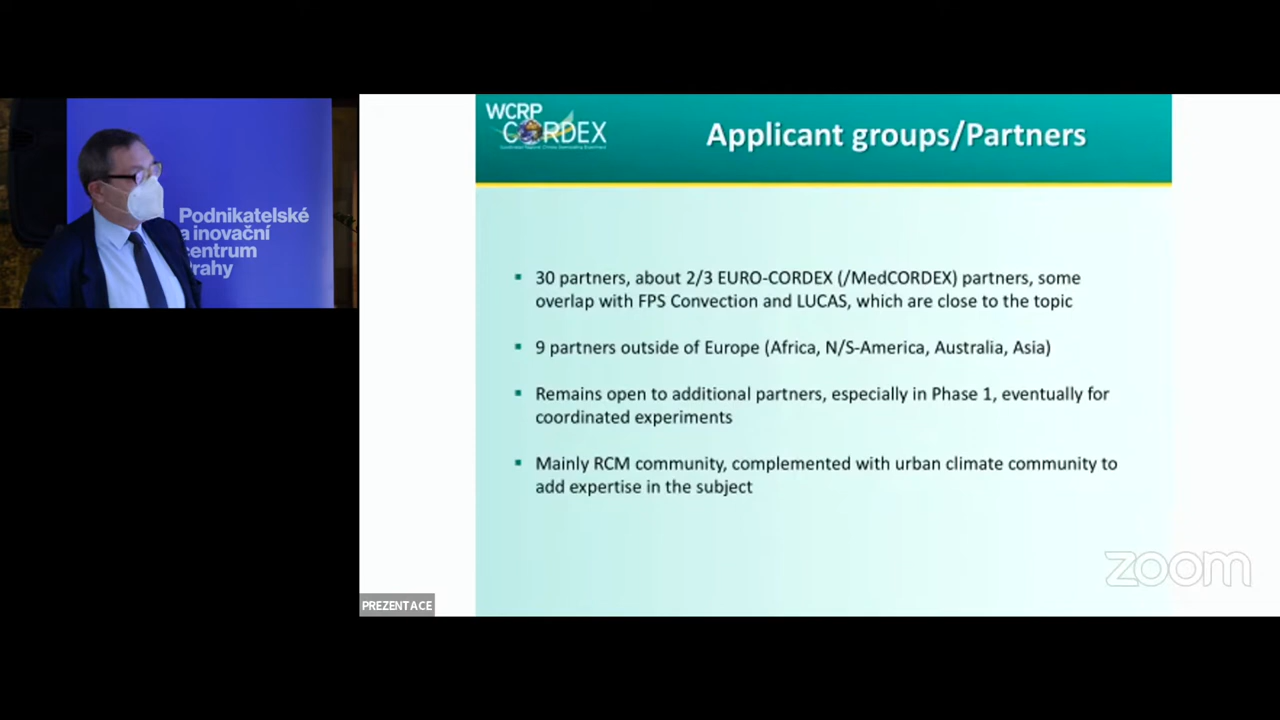 Podnikatelské
a inovační
centrum
Prahy
WCRP
CORDEX
Applicant groups/Partners
30 partners, about 2/3 EURO-CORDEX (/MedCORDEX) partners, some
overlap with FPS Convection and LUCAS, which are close to the topic
9 partners outside of Europe (Africa, N/S-America, Australia, Asia)
Remains open to additional partners, especially in Phase 1, eventually for
coordinated experiments
Mainly RCM community, complemented with urban climate community to
add expertise in the subject
zoom
PREZENTACE